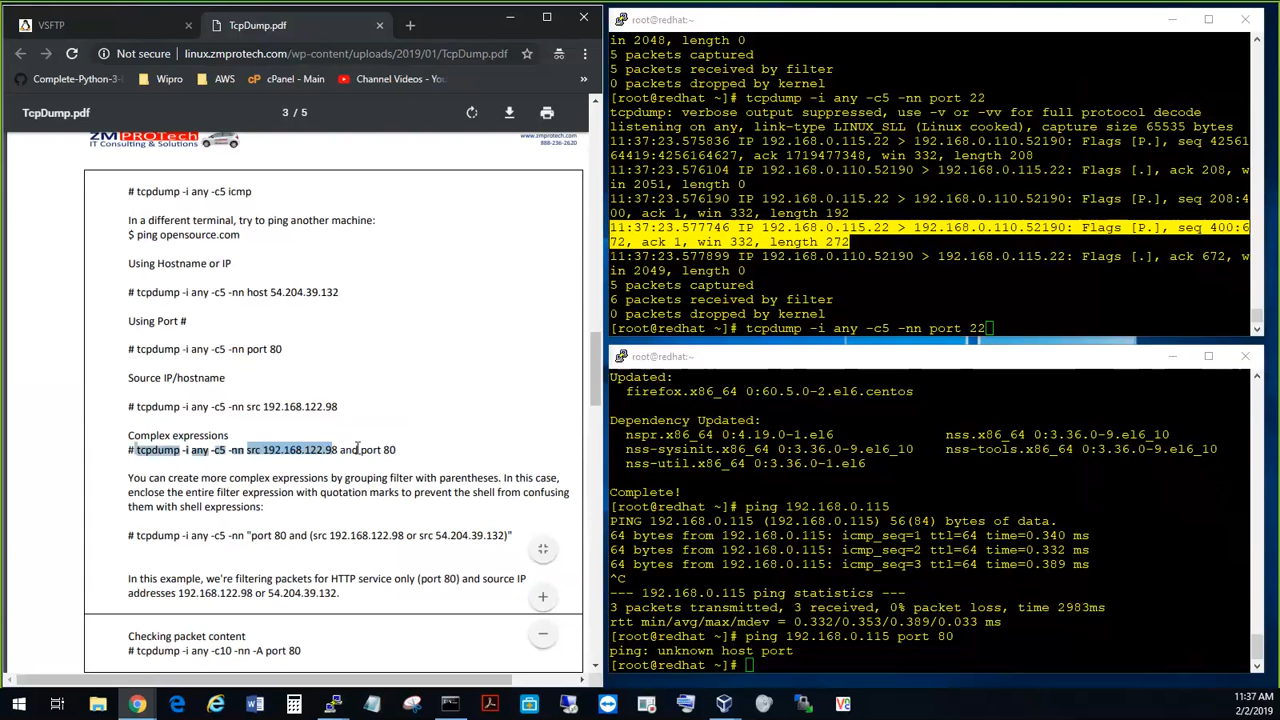 VSFTP
TcpDump.pdf
Not secure
linux.zmprotech.com/wp-content/uploads/2019/01/TcpDump.pdf
Complete-Python-3-
Wipro
AWS
cPanel - Main
Channel Videos - You
TcpDump.pdf
3 / 5
ZMPROTech
IT Consulting & Solutions
www.zmprotech.com
888-236-2620
# tcpdump -i any -c5 icmp
In a different terminal, try to ping another machine:
$ ping opensource.com
Using Hostname or IP
# tcpdump -i any -c5 -nn host 54.204.39.132
Using Port #
# tcpdump -i any -c5 -nn port 80
Source IP/hostname
# tcpdump -i any -c5 -nn src 192.168.122.98
Complex expressions
# tcpdump -i any -c5 -nn src 192.168.122.98 and port 80
You can create more complex expressions by grouping filter with parentheses. In this case,
enclose the entire filter expression with quotation marks to prevent the shell from confusing
them with shell expressions:
# tcpdump -i any -c5 -nn "port 80 and (src 192.168.122.98 or src 54.204.39.132)"
In this example, we're filtering packets for HTTP service only (port 80) and source IP
addresses 192.168.122.98 or 54.204.39.132.
Checking packet content
# tcpdump -i any -c10 -nn -A port 80
root@redhat:~
in 2048, length 0
5 packets captured
5 packets received by filter
0 packets dropped by kernel
[root@redhat ~]# tcpdump -i any -c5 -nn port 22
tcpdump: verbose output suppressed, use -v or -vv for full protocol decode
listening on any, link-type LINUX_SLL (Linux cooked), capture size 65535 bytes
11:37:23.575836 IP 192.168.0.115.22 > 192.168.0.110.52190: Flags [P.], seq 42561
64419:4256164627, ack 1719477348, win 332, length 208
11:37:23.576104 IP 192.168.0.110.52190 > 192.168.0.115.22: Flags [.], ack 208, w
in 2051, length 0
11:37:23.576190 IP 192.168.0.115.22 > 192.168.0.110.52190: Flags [P.], seq 208:4
00, ack 1, win 332, length 192
11:37:23.577746 IP 192.168.0.115.22 > 192.168.0.110.52190: Flags [P.], seq 400:6
72, ack 1, win 332, length 272
11:37:23.577899 IP 192.168.0.110.52190 > 192.168.0.115.22: Flags [.], ack 672, w
in 2049, length 0
5 packets captured
6 packets received by filter
0 packets dropped by kernel
[root@redhat ~]# tcpdump -i any -c5 -nn port 22
root@redhat:~
Updated:
firefox.x86_64 0:60.5.0-2.el6.centos
Dependency Updated:
nspr.x86_64 0:4.19.0-1.el6 nss.x86_64 0:3.36.0-9.el6_10
nss-sysinit.x86_64 0:3.36.0-9.el6_10 nss-tools.x86_64 0:3.36.0-9.el6_10
nss-util.x86_64 0:3.36.0-1.el6
Complete!
[root@redhat ~]# ping 192.168.0.115
PING 192.168.0.115 (192.168.0.115) 56(84) bytes of data.
64 bytes from 192.168.0.115: icmp_seq=1 ttl=64 time=0.340 ms
64 bytes from 192.168.0.115: icmp_seq=2 ttl=64 time=0.332 ms
64 bytes from 192.168.0.115: icmp_seq=3 ttl=64 time=0.389 ms
^C
--- 192.168.0.115 ping statistics ---
3 packets transmitted, 3 received, 0% packet loss, time 2983ms
rtt min/avg/max/mdev = 0.332/0.353/0.389/0.033 ms
[root@redhat ~]# ping 192.168.0.115 port 80
ping: unknown host port
[root@redhat ~]#
11:37 AM
2/2/2019